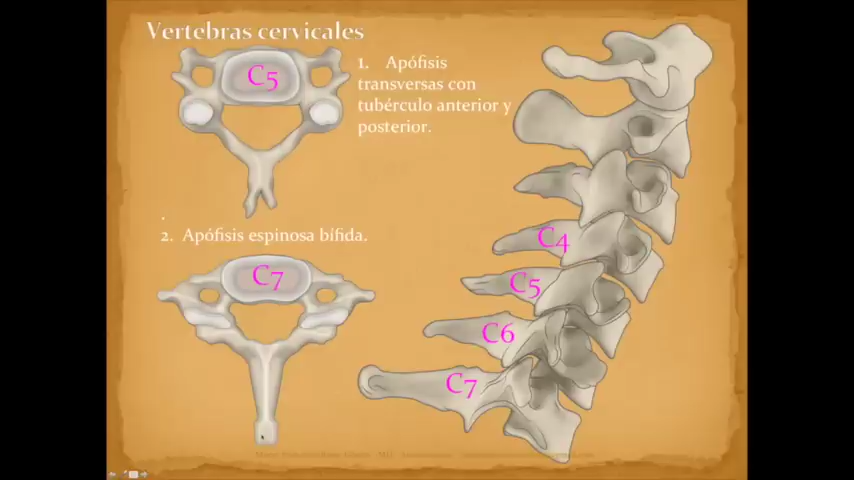 Vertebras cervicales
C5
1. Apófisis
transversas con
tubérculo anterior y
posterior.
.
2. Apófisis espinosa bífida.
C7
C4
C5
C6
C7